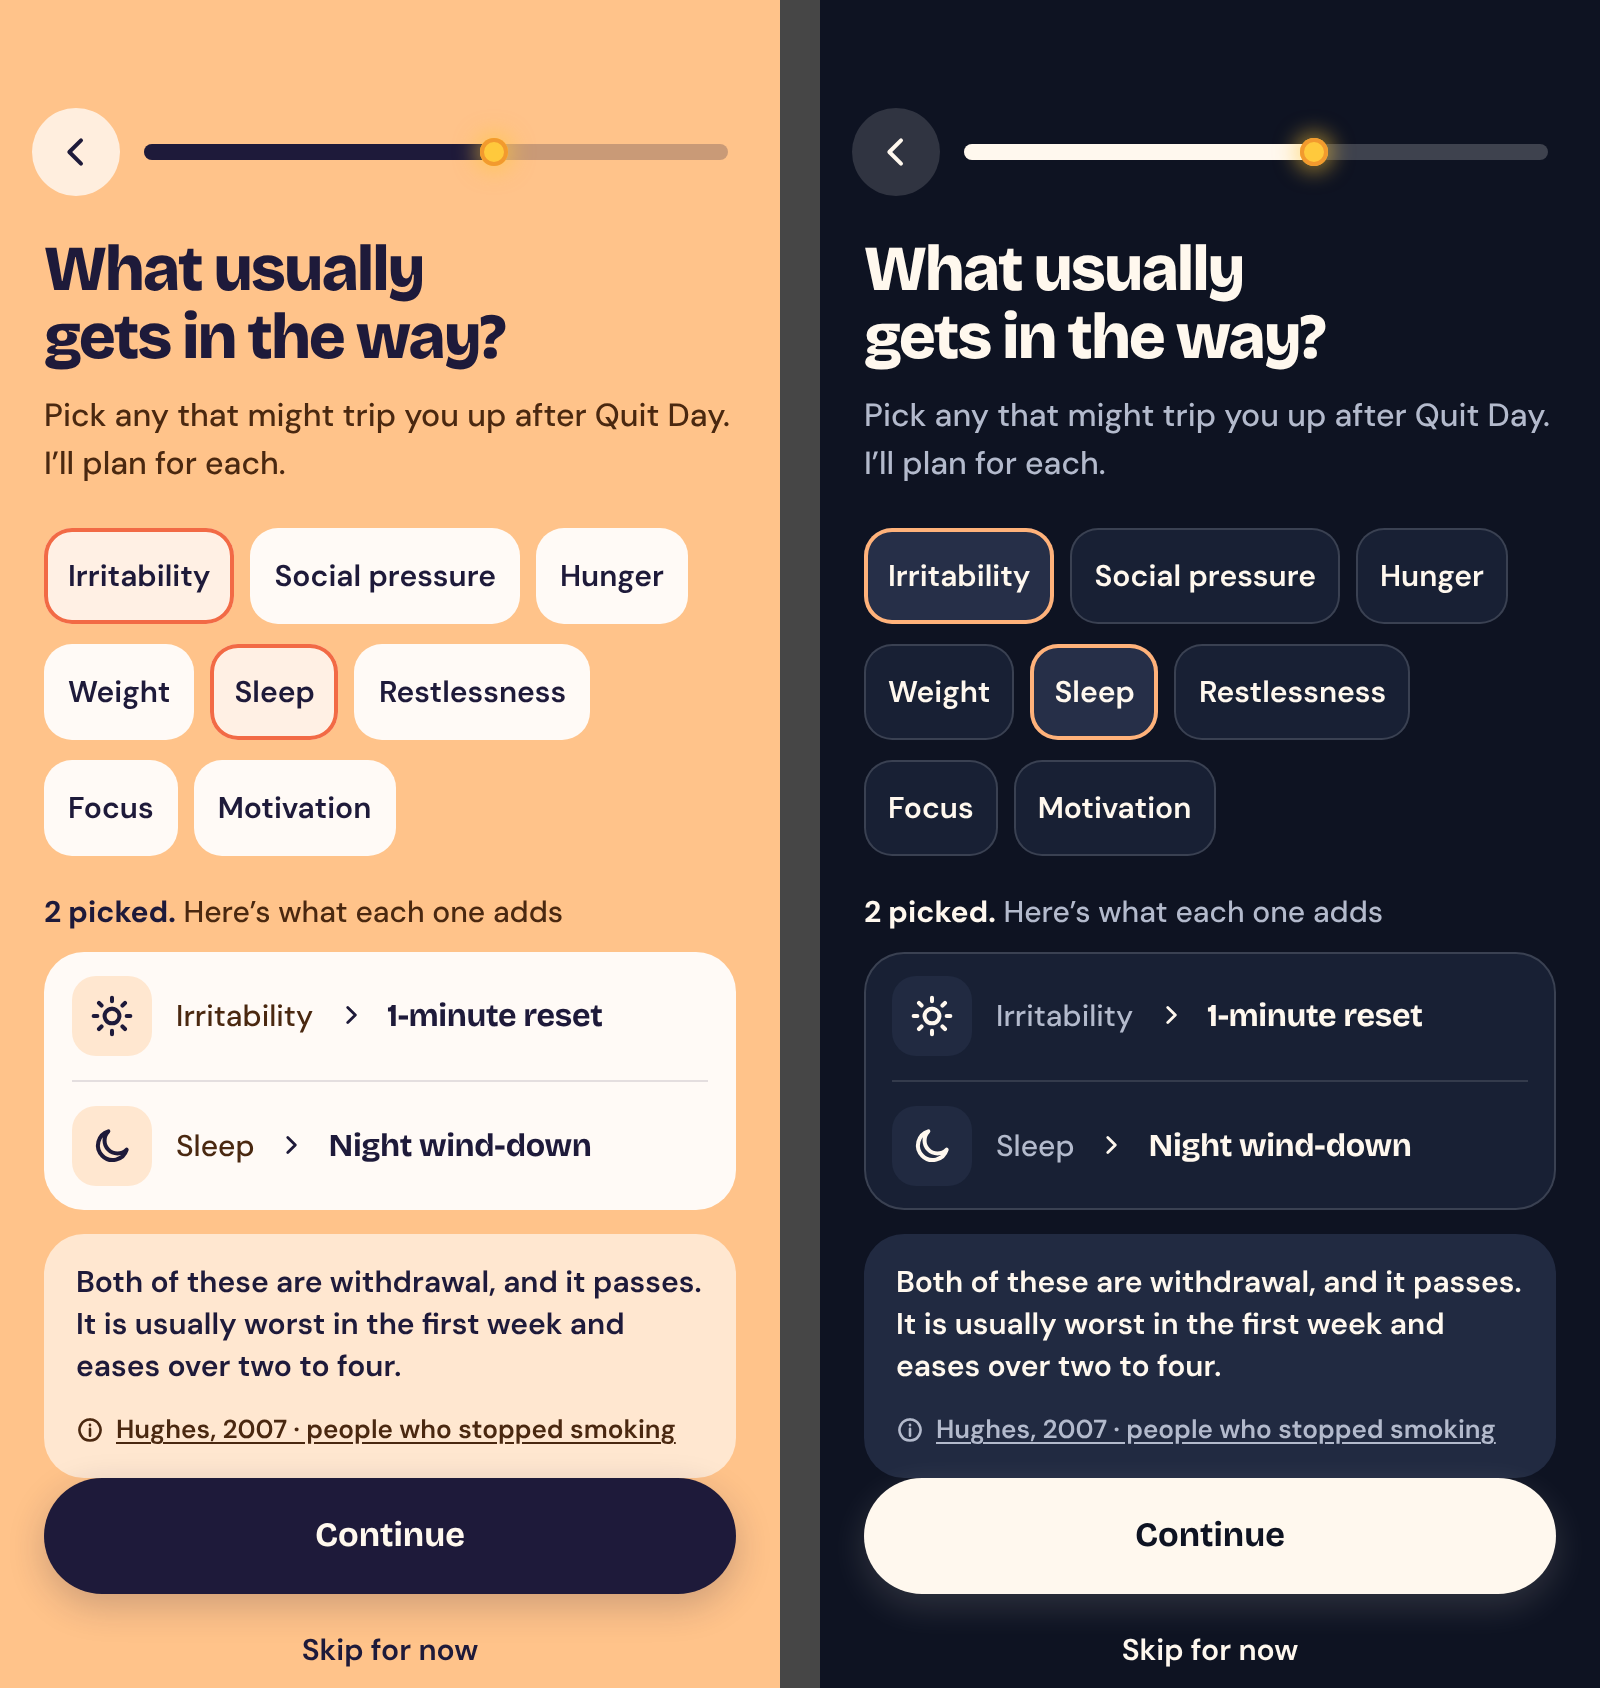 What usually
gets in the way?
Pick any that might trip you up after Quit Day.
I’ll plan for each.
Irritability
Social pressure
Hunger
Weight
Sleep
Restlessness
Focus
Motivation
2 picked. Here’s what each one adds
Irritability > 1-minute reset
Sleep > Night wind-down
Both of these are withdrawal, and it passes.
It is usually worst in the first week and
eases over two to four.
Hughes, 2007 · people who stopped smoking
Continue
Skip for now
What usually
gets in the way?
Pick any that might trip you up after Quit Day.
I’ll plan for each.
Irritability
Social pressure
Hunger
Weight
Sleep
Restlessness
Focus
Motivation
2 picked. Here’s what each one adds
Irritability > 1-minute reset
Sleep > Night wind-down
Both of these are withdrawal, and it passes.
It is usually worst in the first week and
eases over two to four.
Hughes, 2007 · people who stopped smoking
Continue
Skip for now